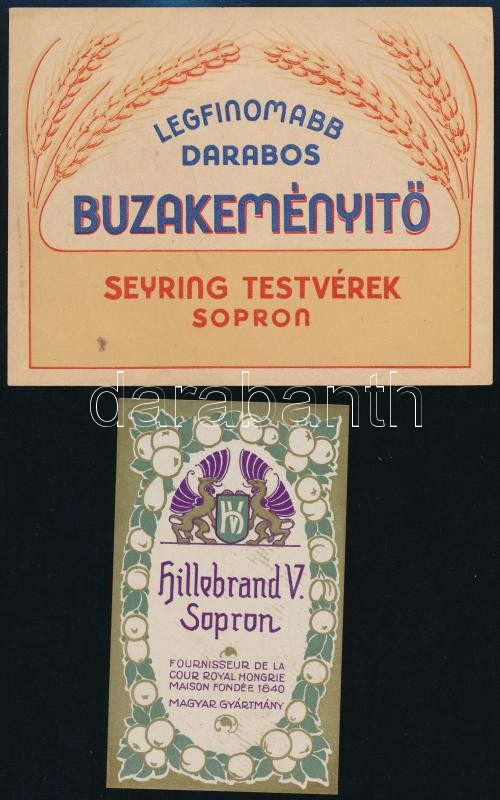 LEGFINOMABB
DARABOS
BUZAKEMÉNYITŐ
SEYRING TESTVÉREK
SOPRON
darabanth
HV
Hillebrand V.
Sopron
FOURNISSEUR DE LA
COUR ROYAL HONGRIE
MAISON FONDÉE 1840
MAGYAR GYÁRTMÁNY